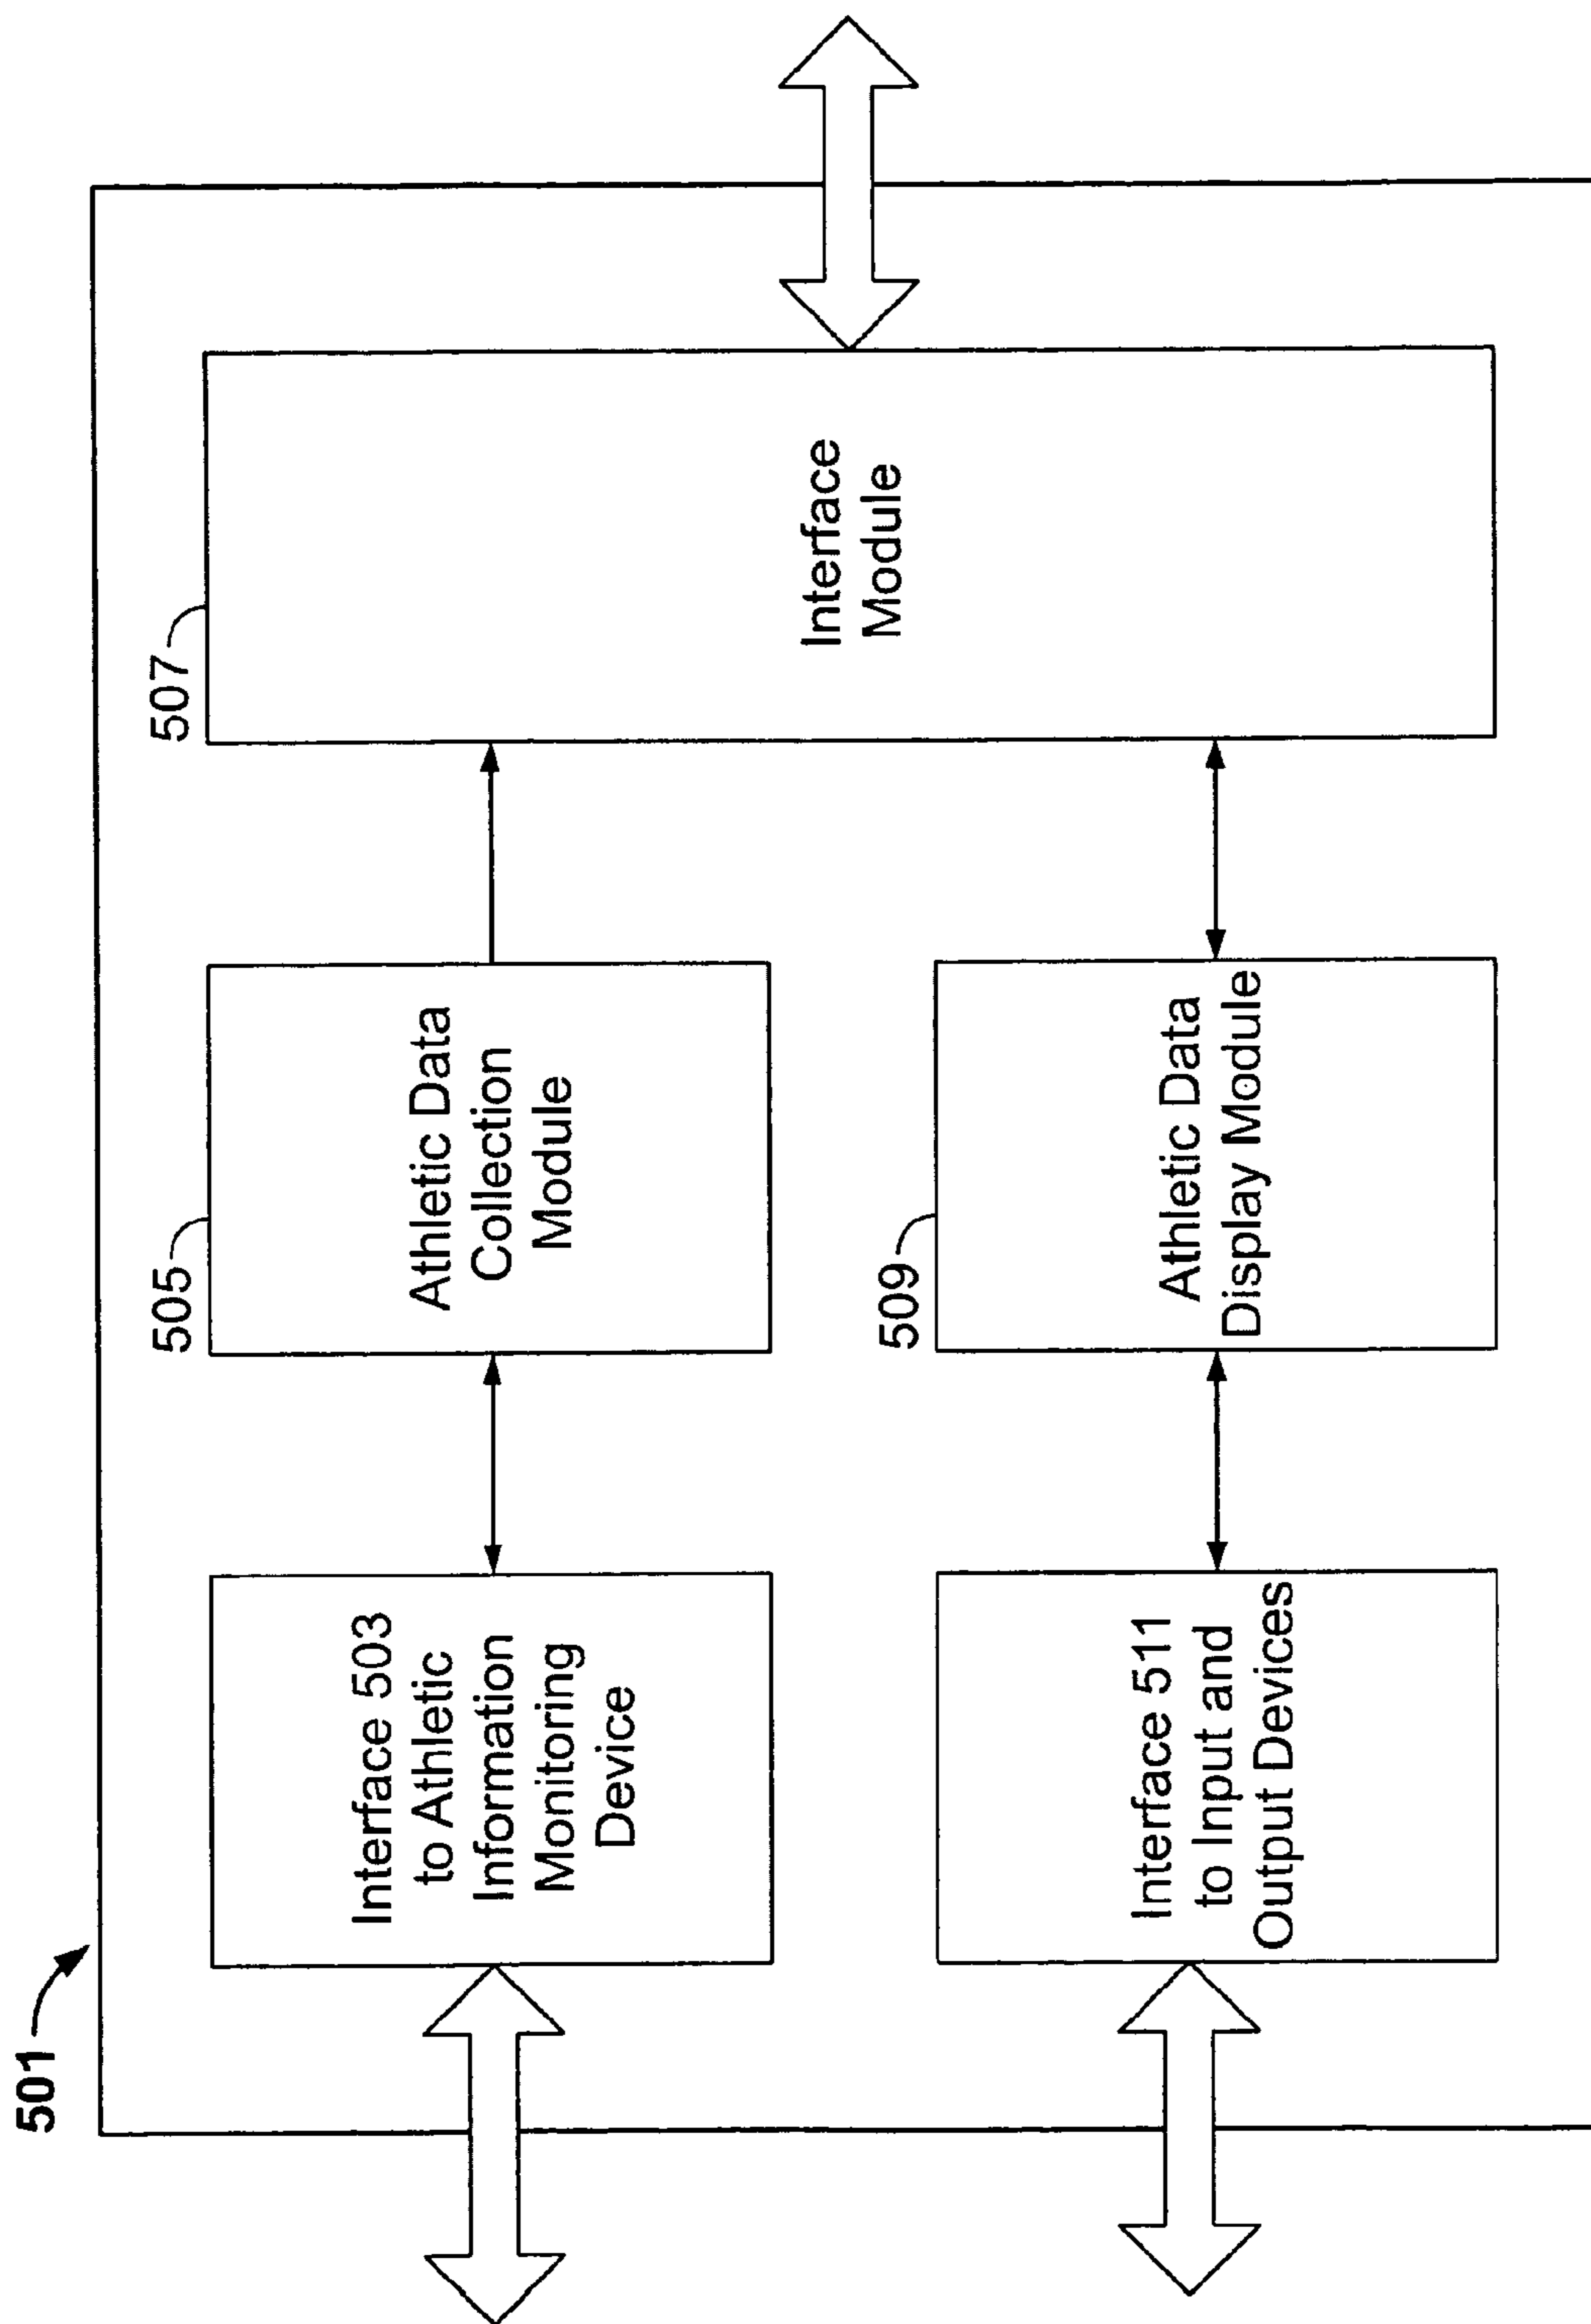 501
Interface 503
to Athletic
Information
Monitoring
Device
505
Athletic Data
Collection
Module
507
Interface
Module
Interface 511
to Input and
Output Devices
509
Athletic Data
Display Module